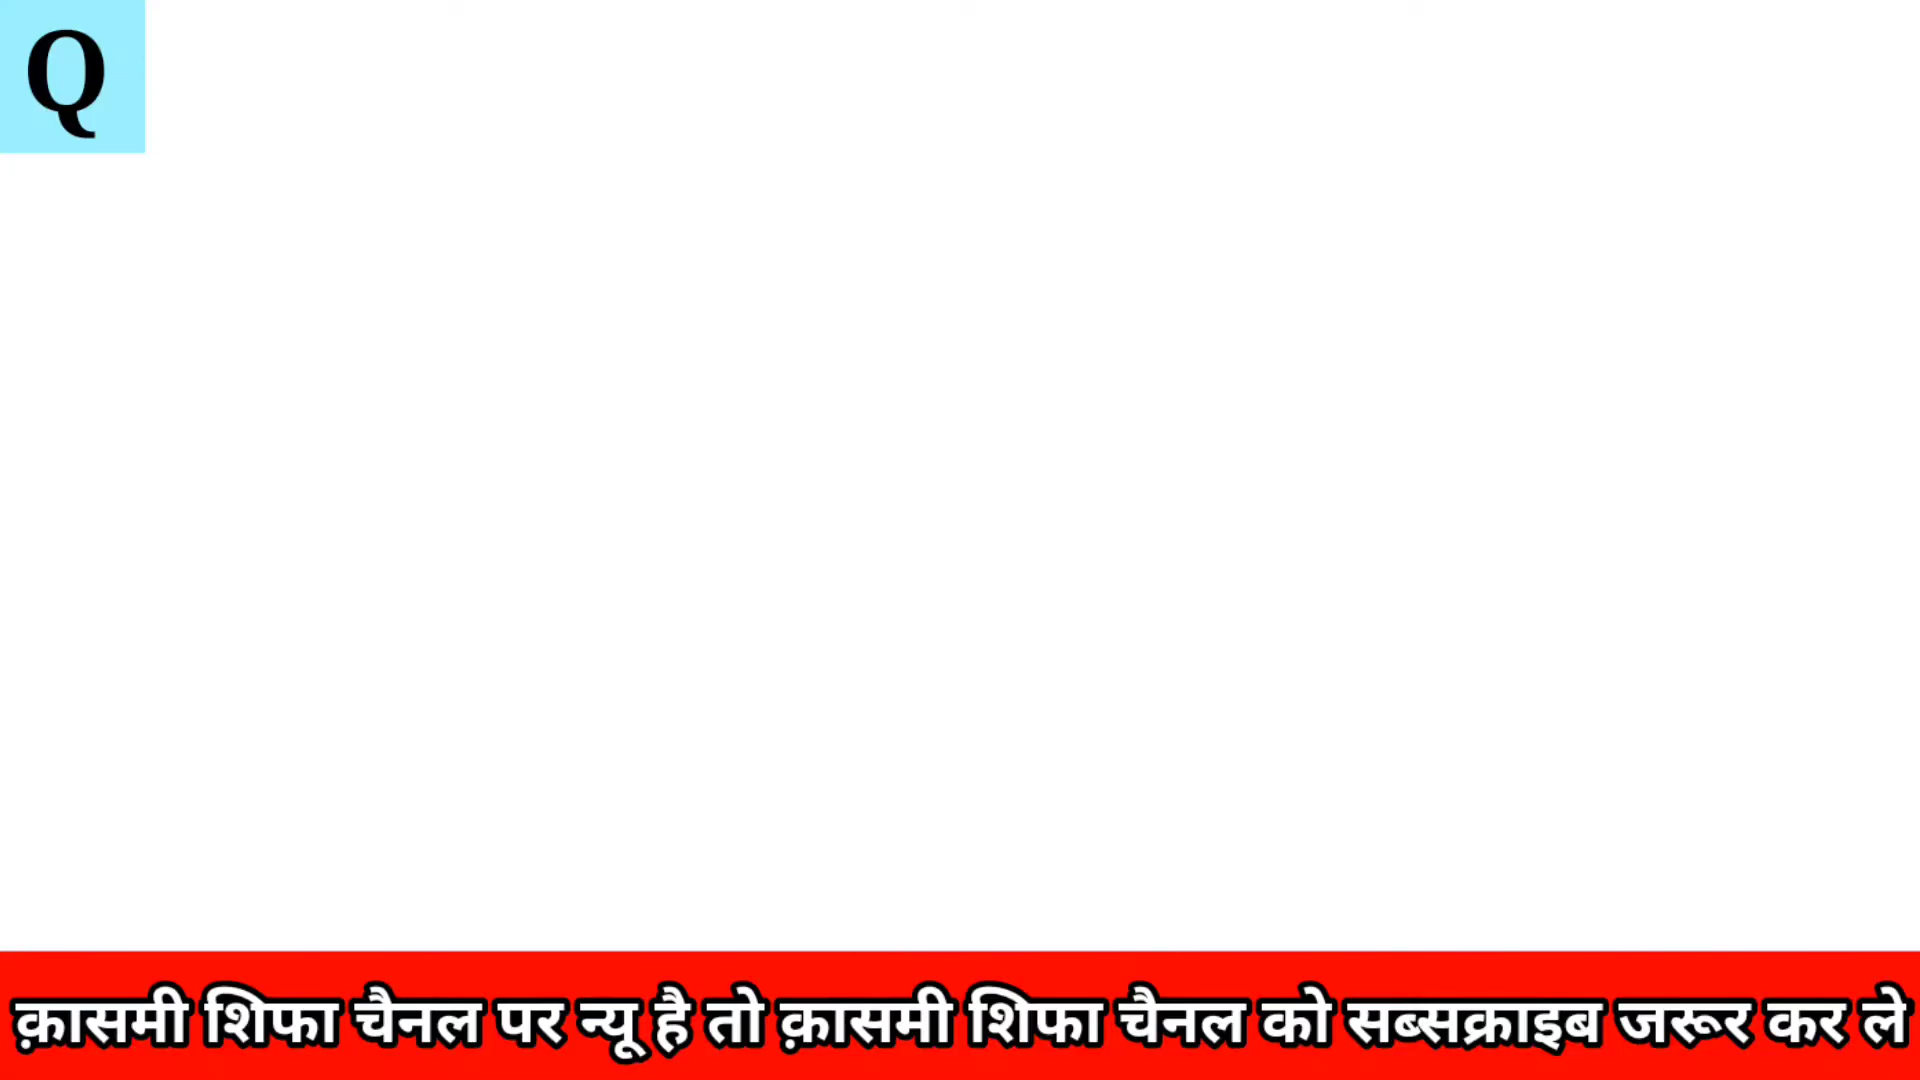 Q
क़ासमी शिफा चैनल पर न्यू है तो क़ासमी शिफा चैनल को सब्सक्राइब जरूर कर ले